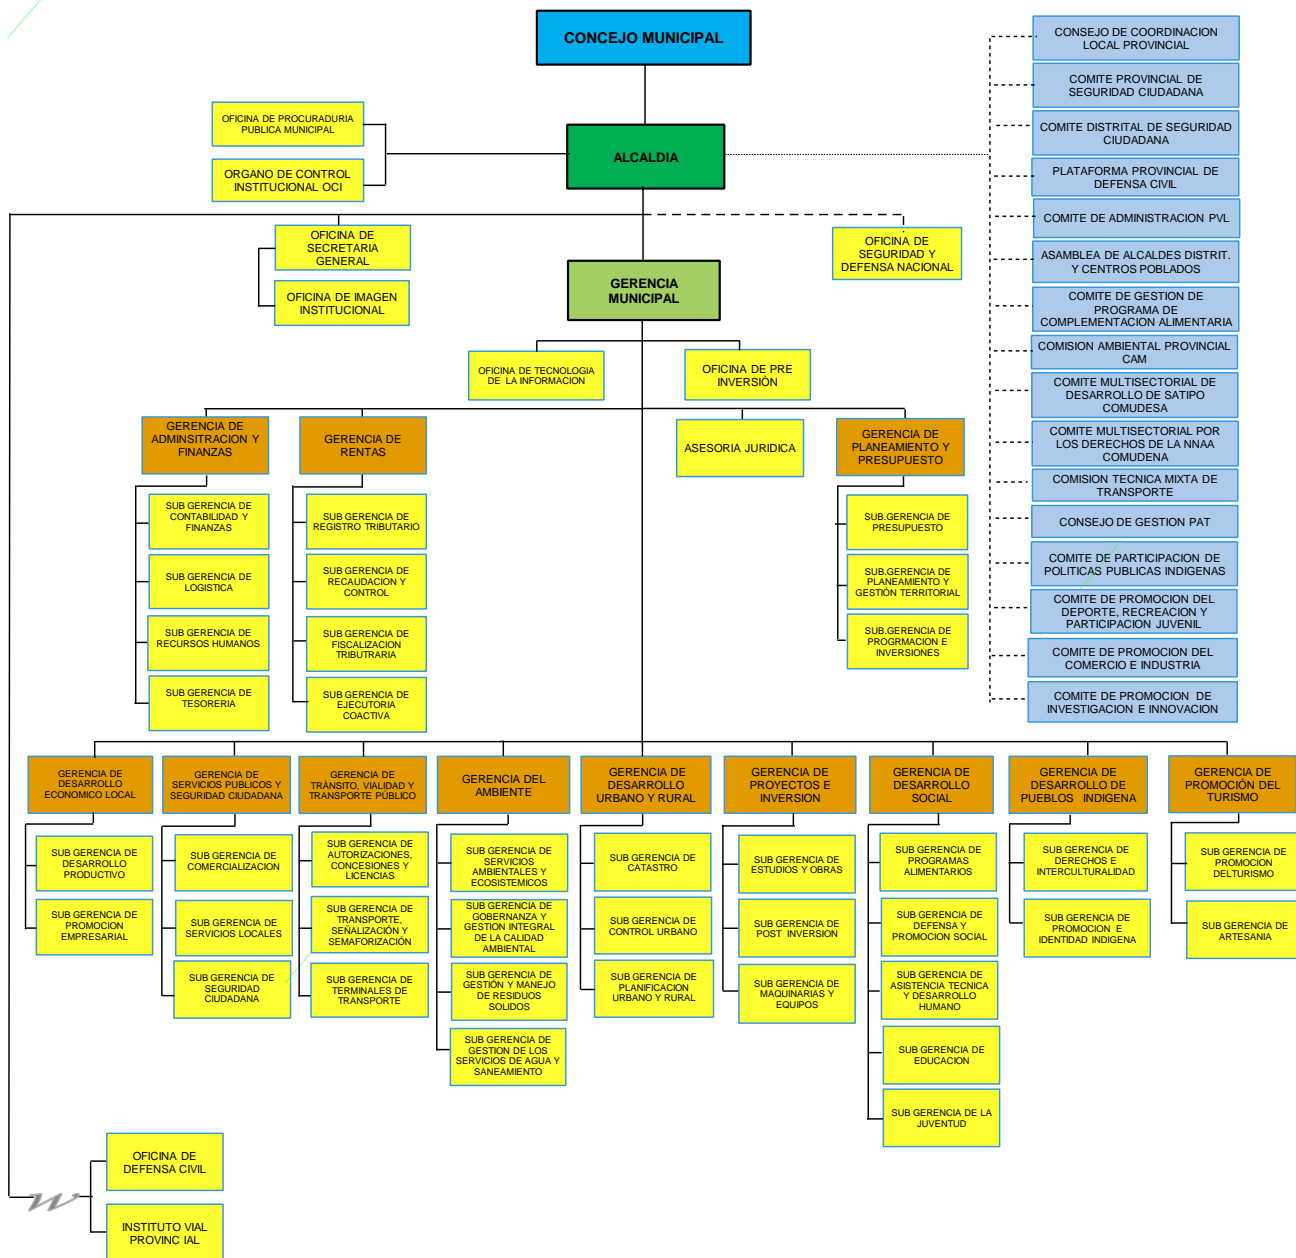 CONCEJO MUNICIPAL
ALCALDIA
OFICINA DE PROCURADURIA
PUBLICA MUNICIPAL
ORGANO DE CONTROL
INSTITUCIONAL OCI
CONSEJO DE COORDINACION
LOCAL PROVINCIAL
COMITE PROVINCIAL DE
SEGURIDAD CIUDADANA
COMITE DISTRITAL DE SEGURIDAD
CIUDADANA
PLATAFORMA PROVINCIAL DE
DEFENSA CIVIL
COMITE DE ADMINISTRACION PVL
ASAMBLEA DE ALCALDES DISTRIT.
Y CENTROS POBLADOS
COMITE DE GESTION DE
PROGRAMA DE
COMPLEMENTACION ALIMENTARIA
COMISION AMBIENTAL PROVINCIAL
CAM
COMITE MULTISECTORIAL DE
DESARROLLO DE SATIPO
COMUDESA
COMITE MULTISECTORIAL POR
LOS DERECHOS DE LA NNAA
COMUDENA
COMISION TECNICA MIXTA DE
TRANSPORTE
CONSEJO DE GESTION PAT
COMITE DE PARTICIPACION DE
POLITICAS PUBLICAS INDIGENAS
COMITE DE PROMOCION DEL
DEPORTE, RECREACION Y
PARTICIPACION JUVENIL
COMITE DE PROMOCION DEL
COMERCIO E INDUSTRIA
COMITE DE PROMOCION DE
INVESTIGACION E INNOVACION
OFICINA DE
SECRETARIA
GENERAL
OFICINA DE IMAGEN
INSTITUCIONAL
OFICINA DE
SEGURIDAD Y
DEFENSA NACIONAL
GERENCIA
MUNICIPAL
OFICINA DE TECNOLOGIA
DE LA INFORMACION
OFICINA DE PRE
INVERSIÒN
GERENCIA DE
ADMINSITRACION Y
FINANZAS
GERENCIA DE
RENTAS
ASESORIA JURIDICA
GERENCIA DE
PLANEAMIENTO Y
PRESUPUESTO
SUB GERENCIA DE
CONTABILIDAD Y
FINANZAS
SUB GERENCIA DE
LOGISTICA
SUB GERENCIA DE
RECURSOS HUMANOS
SUB GERENCIA DE
TESORERIA
SUB GERENCIA DE
REGISTRO TRIBUTARIO
SUB GERENCIA DE
RECAUDACION Y
CONTROL
SUB GERENCIA DE
FISCALIZACION
TRIBUTRARIA
SUB GERENCIA DE
EJECUTORIA
COACTIVA
SUB.GERENCIA DE
PRESUPUESTO
SUB.GERENCIA DE
PLANEAMIENTO Y
GESTIÓN TERRITORIAL
SUB.GERENCIA DE
PROGRMACION E
INVERSIONES
GERENCIA DE
DESARROLLO
ECONOMICO LOCAL
SUB GERENCIA DE
DESARROLLO
PRODUCTIVO
SUB GERENCIA DE
PROMOCION
EMPRESARIAL
GERENCIA DE
SERVICIOS PUBLICOS Y
SEGURIDAD CIUDADANA
SUB GERENCIA DE
COMERCIALIZACION
SUB GERENCIA DE
SERVICIOS LOCALES
SUB GERENCIA DE
SEGURIDAD
CIUDADANA
GERENCIA DE
TRÀNSITO, VIALIDAD Y
TRANSPORTE PÚBLICO
SUB GERENCIA DE
AUTORIZACIONES,
CONCESIONES Y
LICENCIAS
SUB GERENCIA DE
TRANSPORTE,
SEÑALIZACIÓN Y
SEMAFORIZACIÓN
SUB GERENCIA DE
TERMINALES DE
TRANSPORTE
GERENCIA DEL
AMBIENTE
SUB GERENCIA DE
SERVICIOS
AMBIENTALES Y
ECOSISTEMICOS
SUB GERENCIA DE
GOBERNANZA Y
GESTION INTEGRAL
DE LA CALIDAD
AMBIENTAL
SUB GERENCIA DE
GESTIÓN Y MANEJO
DE RESIDUOS
SOLIDOS
SUB GERENCIA DE
GESTION DE LOS
SERVICIOS DE AGUA Y
SANEAMIENTO
GERENCIA DE
DESARROLLO
URBANO Y RURAL
SUB GERENCIA DE
CATASTRO
SUB GERENCIA DE
CONTROL URBANO
SUB GERENCIA DE
PLANIFICACION
URBANO Y RURAL
GERENCIA DE
PROYECTOS E
INVERSION
SUB GERENCIA DE
ESTUDIOS Y OBRAS
SUB GERENCIA DE
POST INVERSION
SUB GERENCIA DE
MAQUINARIAS Y
EQUIPOS
GERENCIA DE
DESARROLLO
SOCIAL
SUB GERENCIA DE
PROGRAMAS
ALIMENTARIOS
SUB GERENCIA DE
DEFENSA Y
PROMOCION SOCIAL
SUB GERENCIA DE
ASISTENCIA TECNICA
Y DESARROLLO
HUMANO
SUB GERENCIA DE
EDUCACION
SUB GERENCIA DE LA
JUVENTUD
GERENCIA DE
DESARROLLO DE
PUEBLOS INDIGENA
SUB GERENCIA DE
DERECHOS E
INTERCULTURALIDAD
SUB GERENCIA DE
PROMOCION E
IDENTIDAD INDIGENA
GERENCIA DE
PROMOCIÓN DEL
TURISMO
SUB GERENCIA DE
PROMOCION
DELTURISMO
SUB GERENCIA DE
ARTESANIA
OFICINA DE
DEFENSA CIVIL
INSTITUTO VIAL
PROVINC IAL